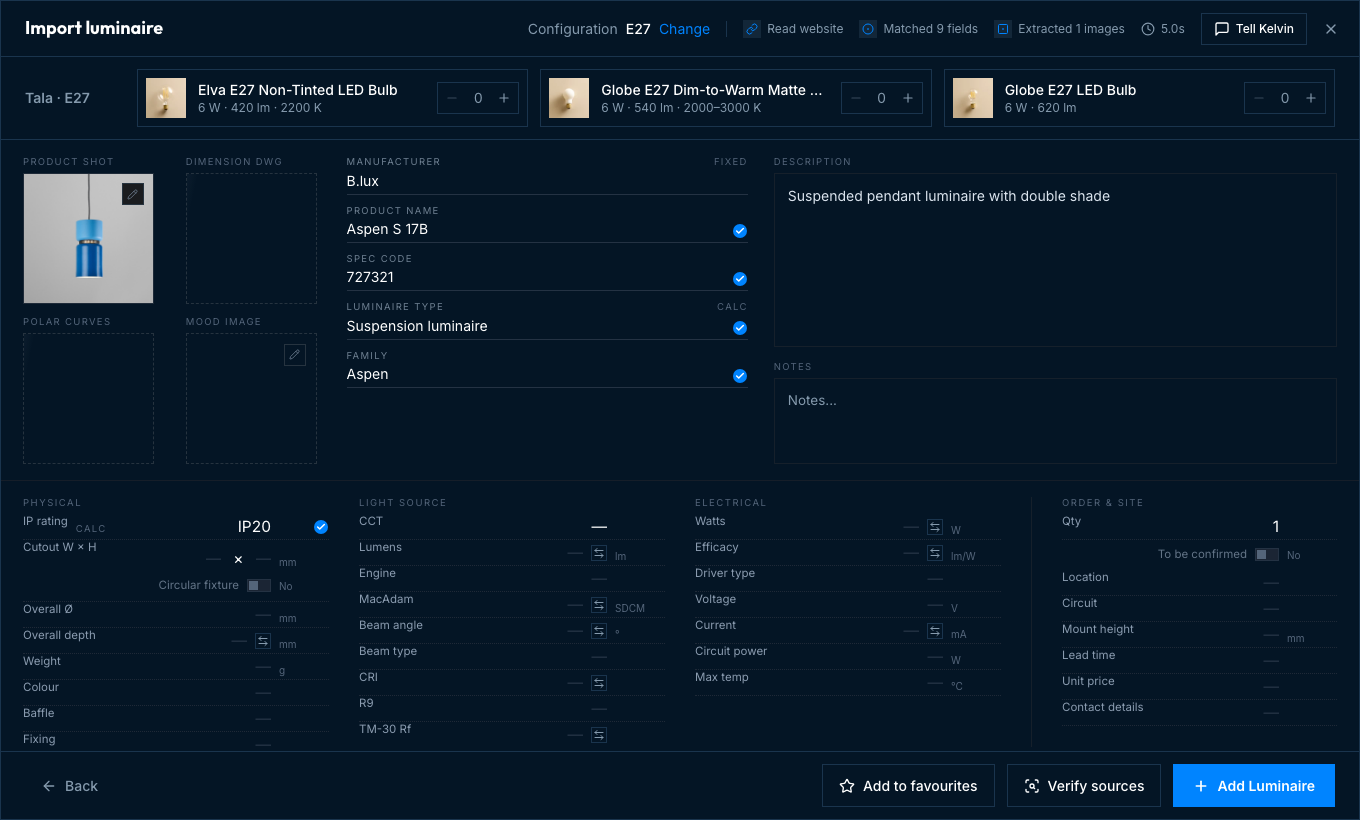 Import luminaire
Configuration E27 Change
Read website
Matched 9 fields
Extracted 1 images
5.0s
Tell Kelvin
Tala · E27
Elva E27 Non-Tinted LED Bulb
6 W · 420 lm · 2200 K
− 0 +
Globe E27 Dim-to-Warm Matte ...
6 W · 540 lm · 2000–3000 K
− 0 +
Globe E27 LED Bulb
6 W · 620 lm
− 0 +
PRODUCT SHOT
DIMENSION DWG
POLAR CURVES
MOOD IMAGE
MANUFACTURER FIXED
B.lux
PRODUCT NAME
Aspen S 17B
SPEC CODE
727321
LUMINAIRE TYPE CALC
Suspension luminaire
FAMILY
Aspen
DESCRIPTION
Suspended pendant luminaire with double shade
NOTES
Notes...
PHYSICAL
IP rating CALC IP20
Cutout W × H — × — mm
Circular fixture No
Overall Ø — mm
Overall depth — mm
Weight — g
Colour —
Baffle —
Fixing —
LIGHT SOURCE
CCT —
Lumens — lm
Engine —
MacAdam — SDCM
Beam angle — °
Beam type —
CRI —
R9 —
TM-30 Rf —
ELECTRICAL
Watts — W
Efficacy — lm/W
Driver type —
Voltage — V
Current — mA
Circuit power — W
Max temp — °C
ORDER & SITE
Qty 1
To be confirmed No
Location —
Circuit —
Mount height — mm
Lead time —
Unit price —
Contact details —
Back
Add to favourites
Verify sources
+ Add Luminaire